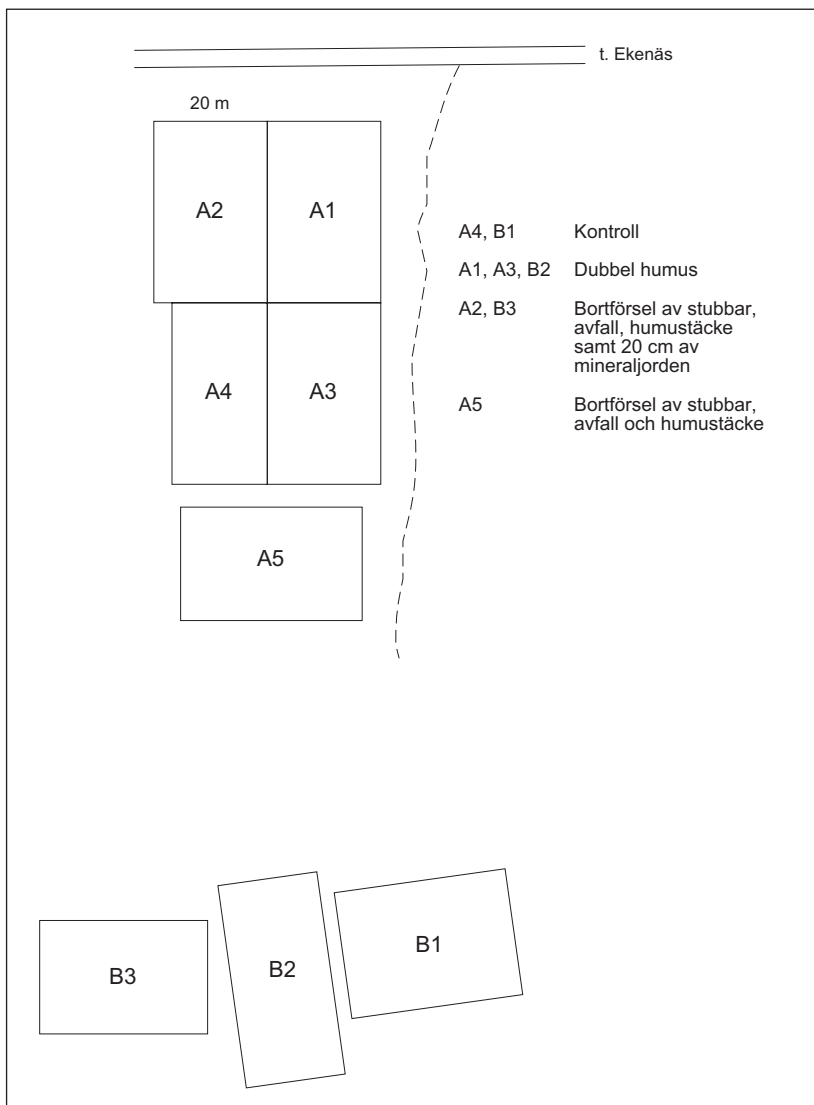 t. Ekenäs
20 m
A2 A1
A4, B1 Kontroll
A1, A3, B2 Dubbel humus
A2, B3 Bortförsel av stubbar,
avfall, humustäcke
samt 20 cm av
mineraljorden
A4 A3
A5 Bortförsel av stubbar,
avfall och humustäcke
A5
B3 B2 B1